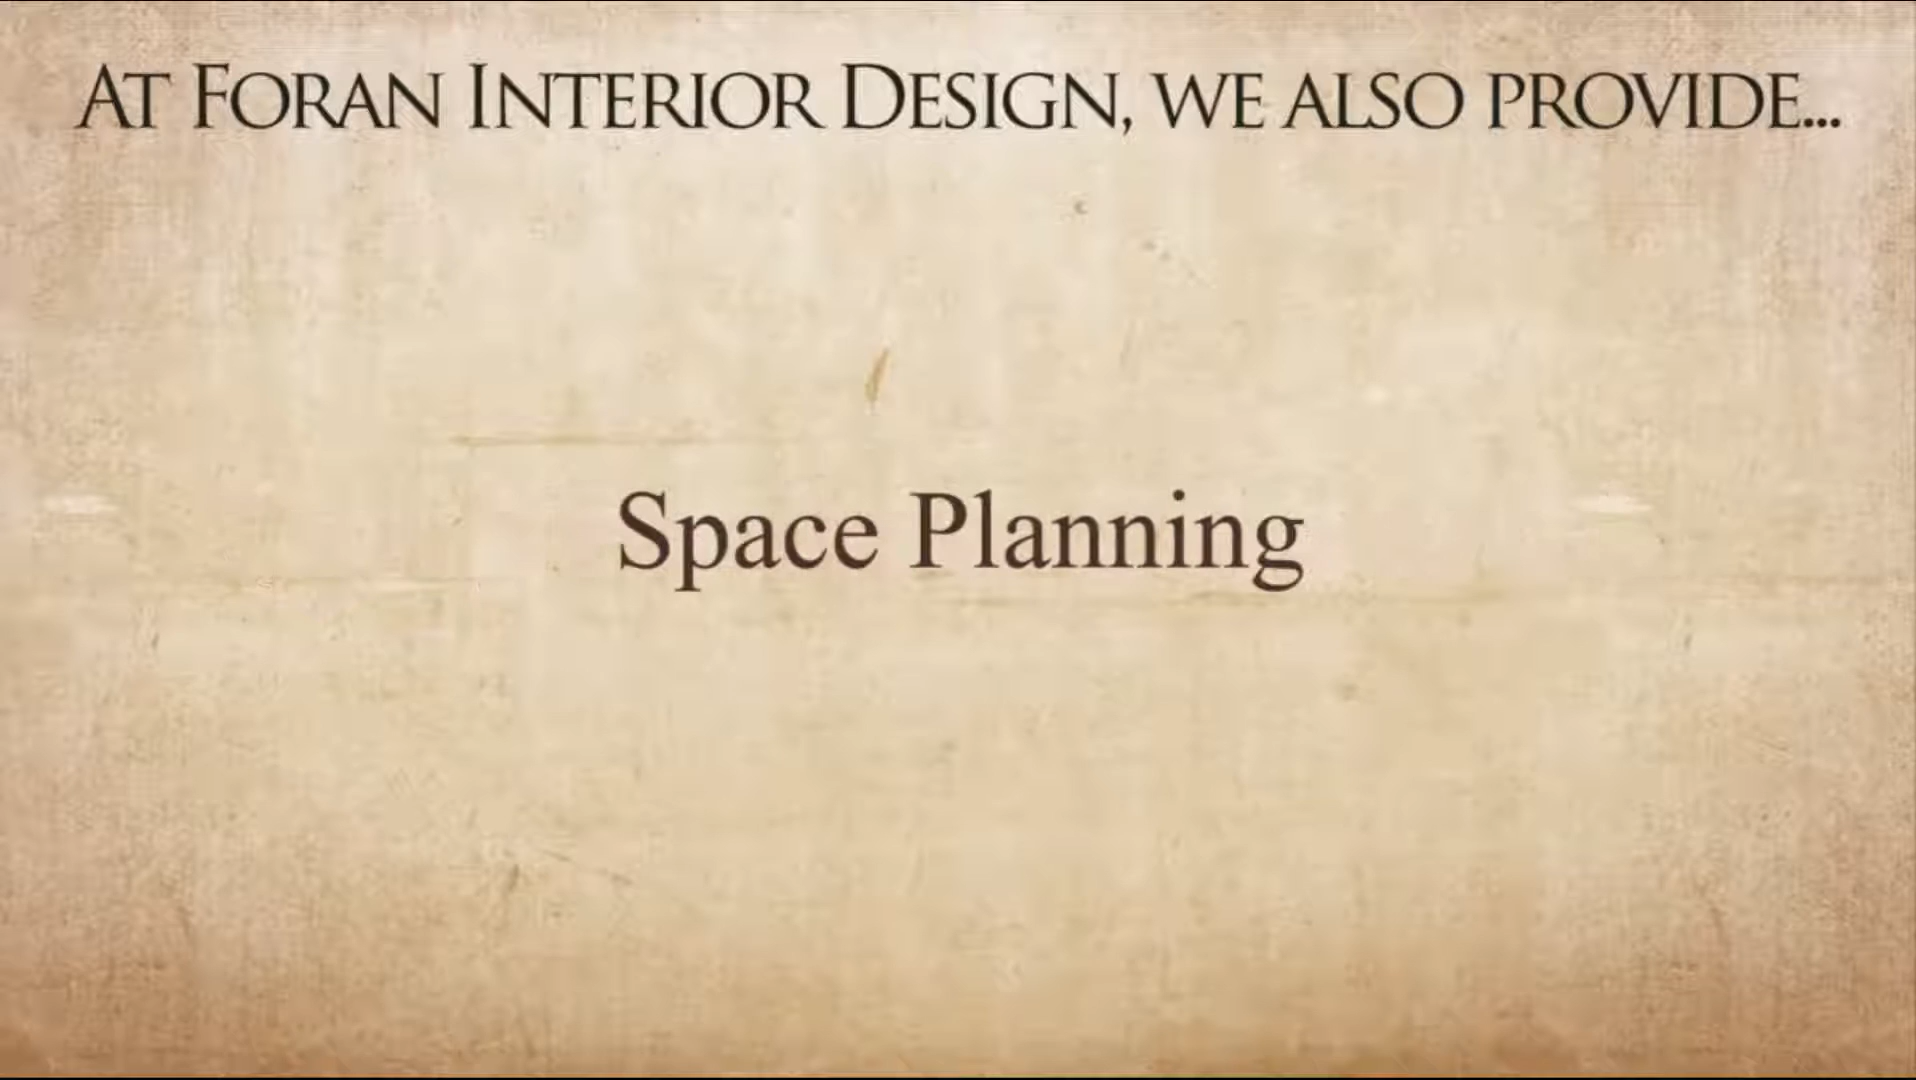 At Foran Interior Design, we also provide...
Space Planning